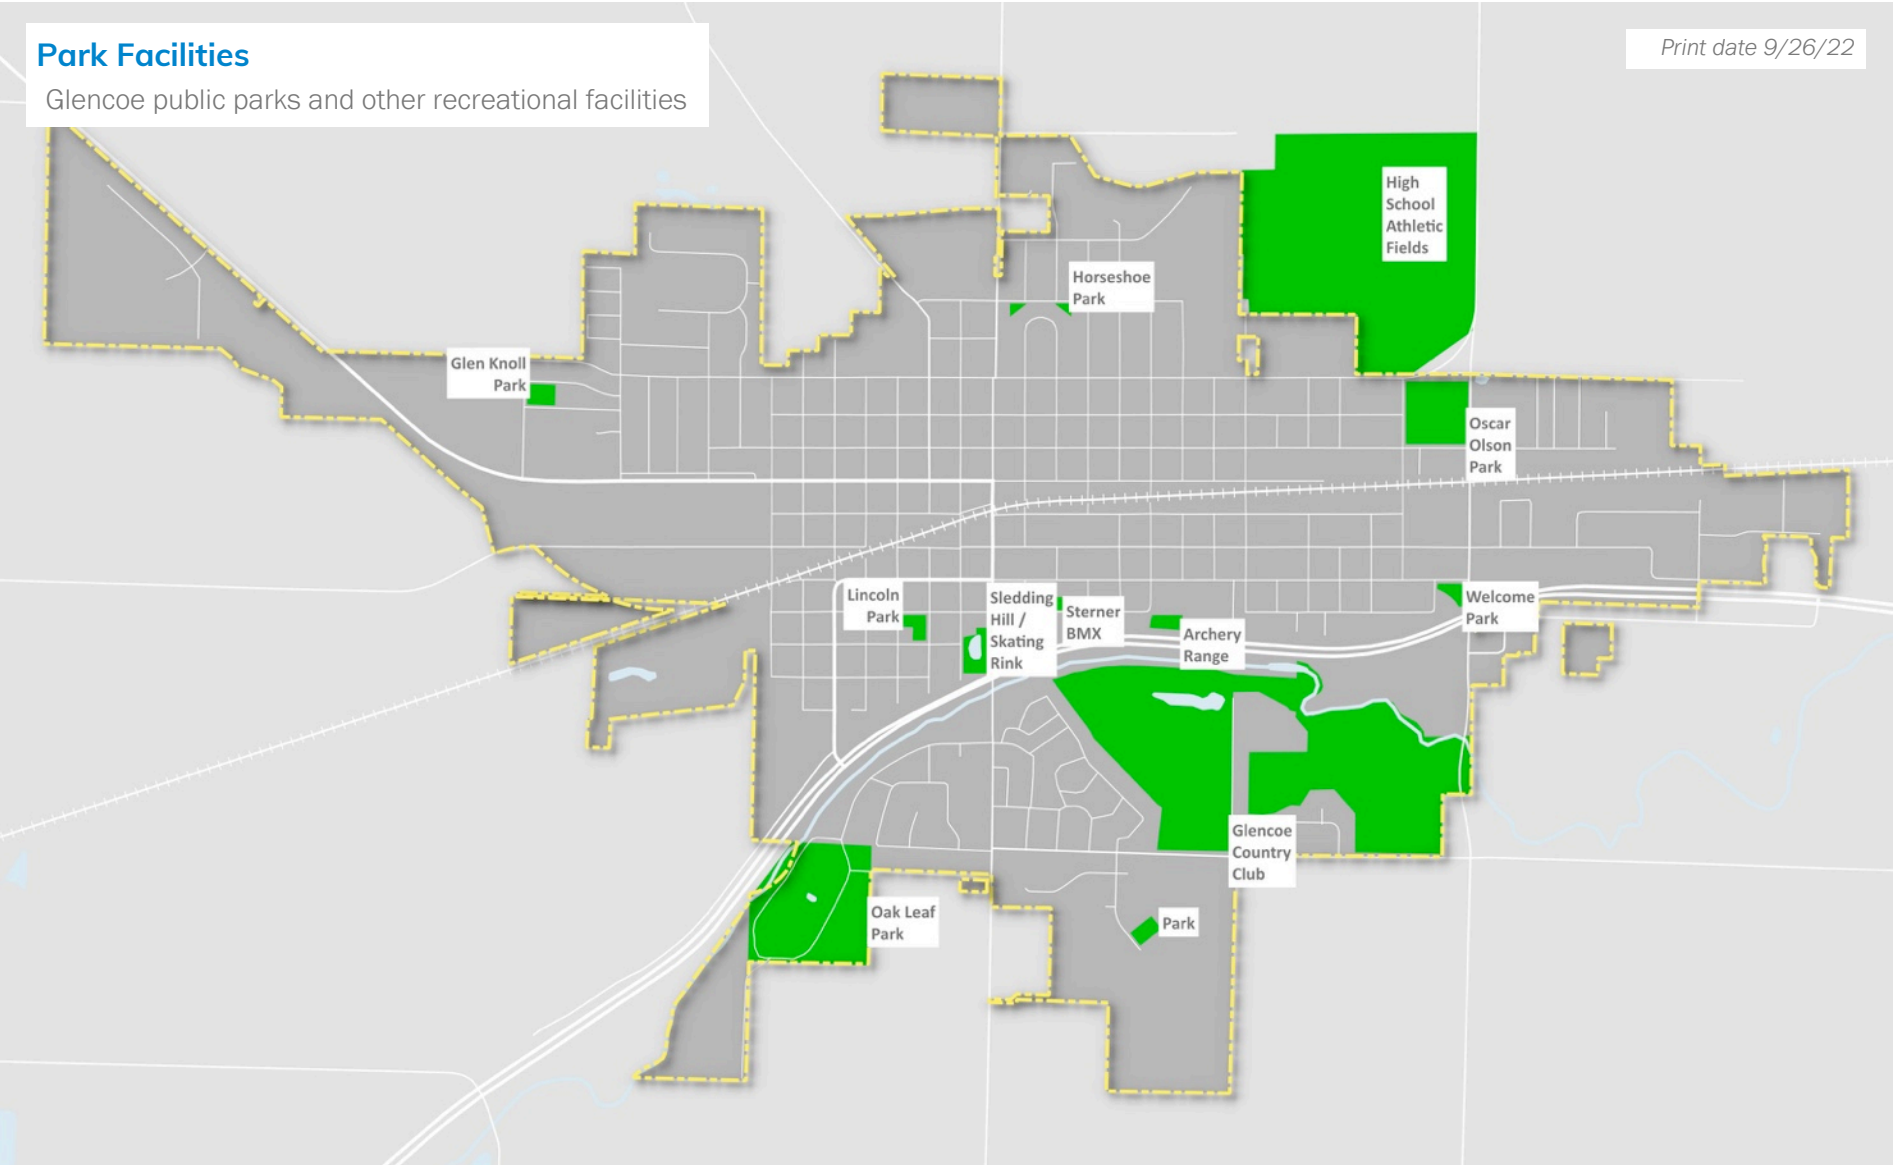 Park Facilities
Glencoe public parks and other recreational facilities
Print date 9/26/22
High
School
Athletic
Fields
Horseshoe
Park
Glen Knoll
Park
Oscar
Olson
Park
Lincoln
Park
Sledding
Hill /
Skating
Rink
Sterner
BMX
Archery
Range
Welcome
Park
Glencoe
Country
Club
Oak Leaf
Park
Park